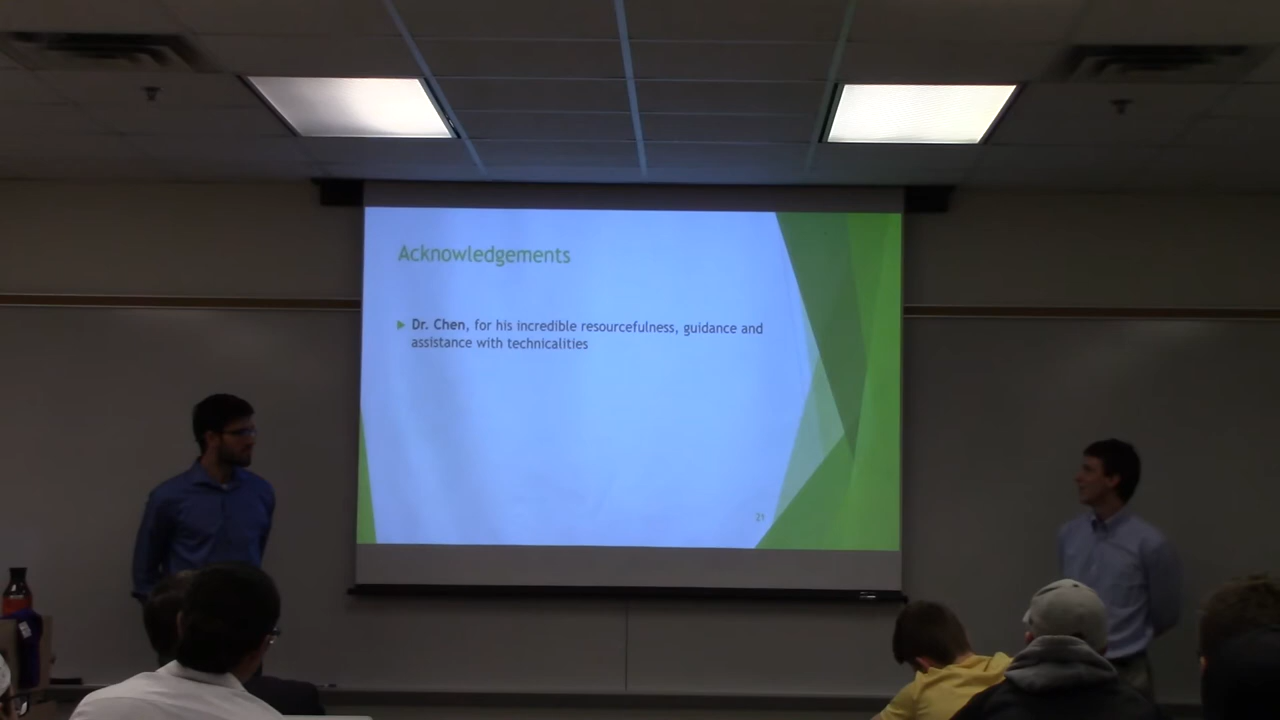 Acknowledgements
Dr. Chen, for his incredible resourcefulness, guidance and
assistance with technicalities
21